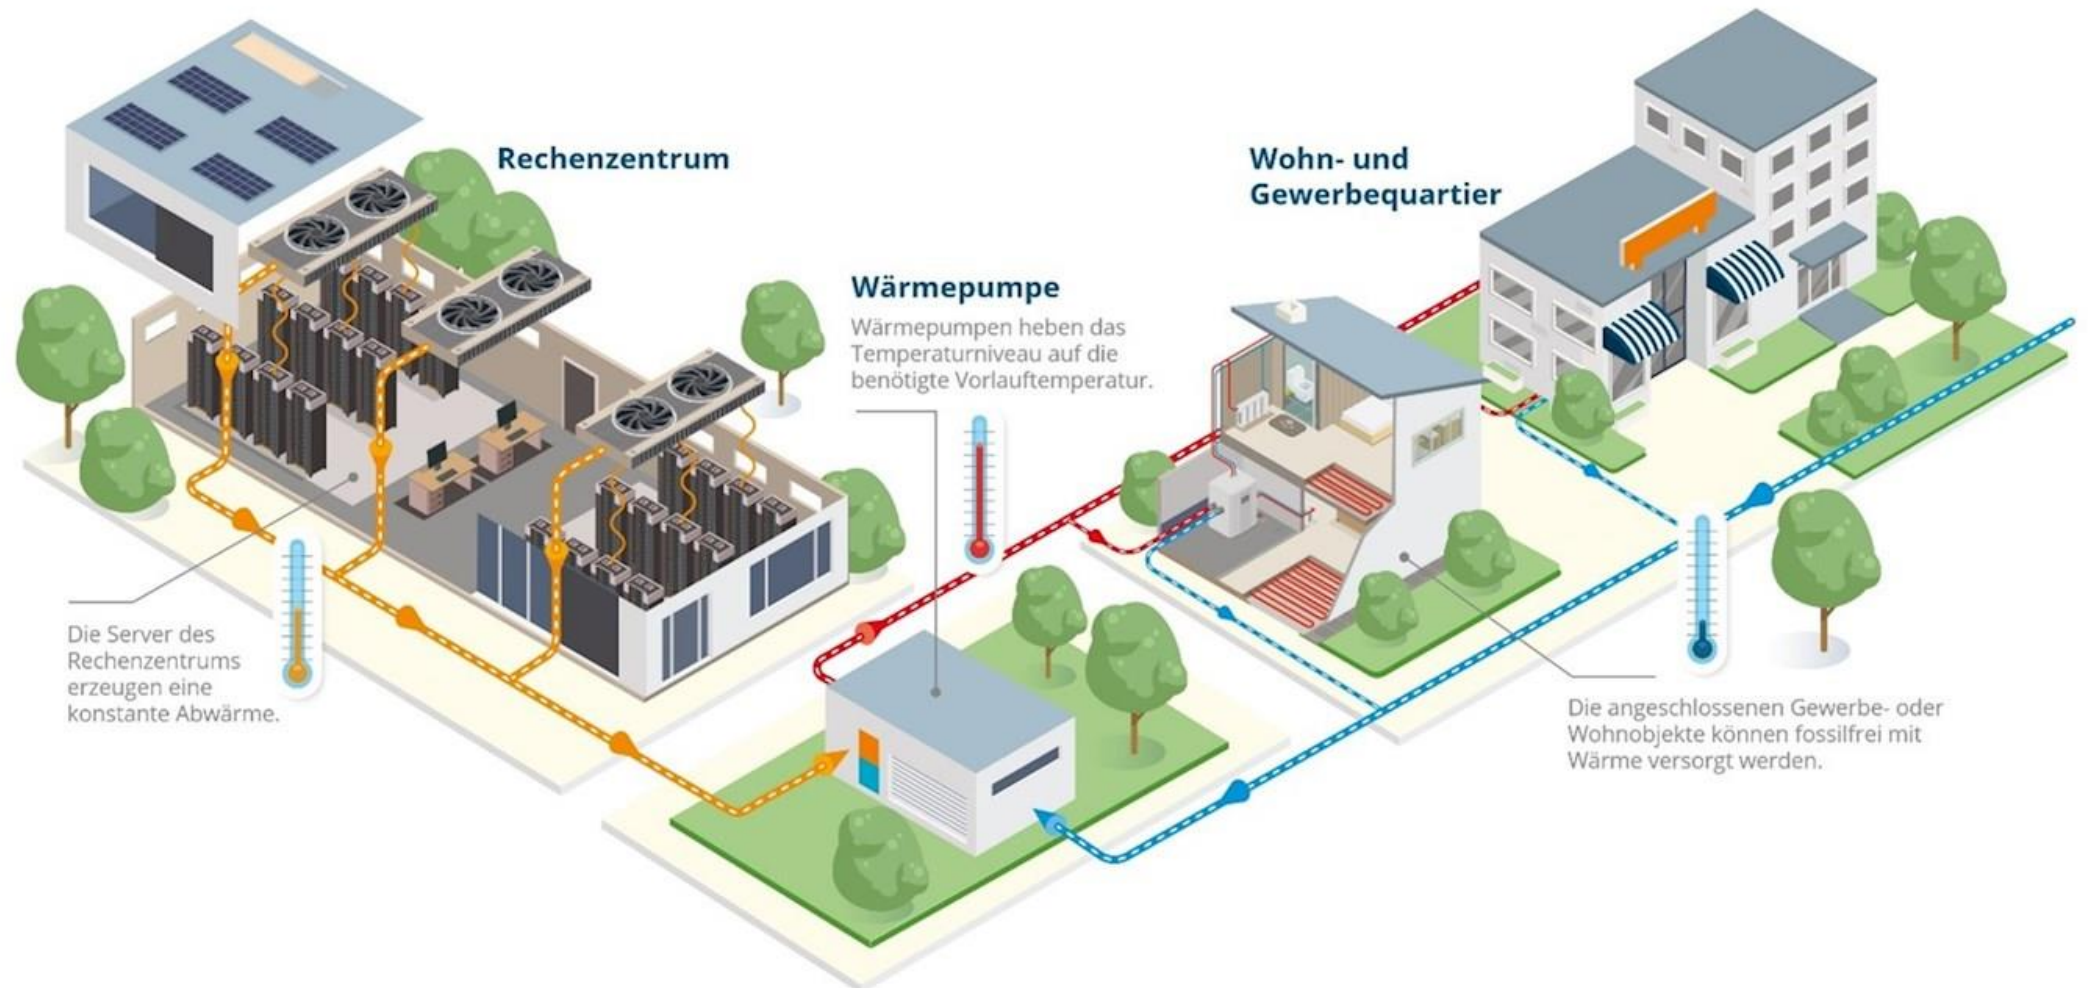 Rechenzentrum
Wohn- und
Gewerbequartier
Wärmepumpe
Wärmepumpen heben das
Temperaturniveau auf die
benötigte Vorlauftemperatur.
Die Server des
Rechenzentrums
erzeugen eine
konstante Abwärme.
Die angeschlossenen Gewerbe- oder
Wohnobjekte können fossilfrei mit
Wärme versorgt werden.